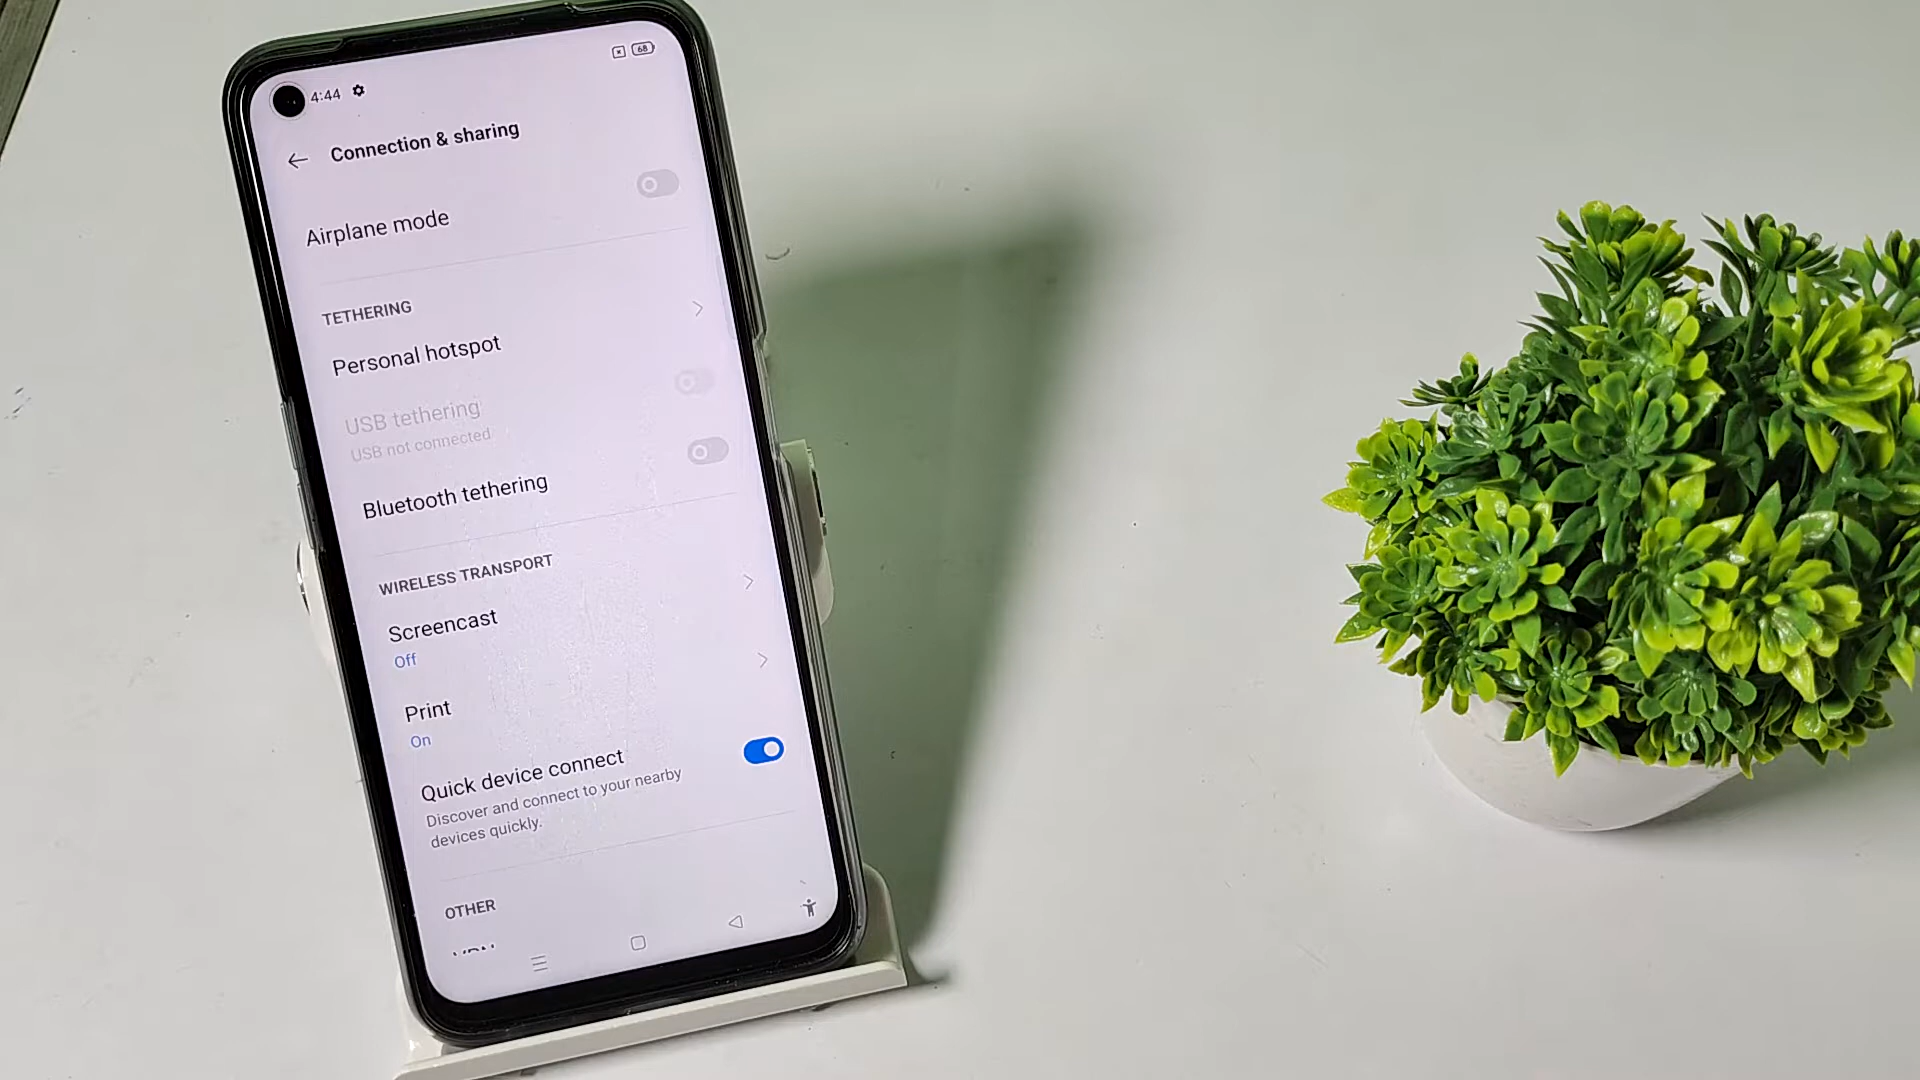 4:44
68
Connection & sharing
Airplane mode
TETHERING
Personal hotspot
USB tethering
USB not connected
Bluetooth tethering
WIRELESS TRANSPORT
Screencast
Off
Print
On
Quick device connect
Discover and connect to your nearby
devices quickly.
OTHER